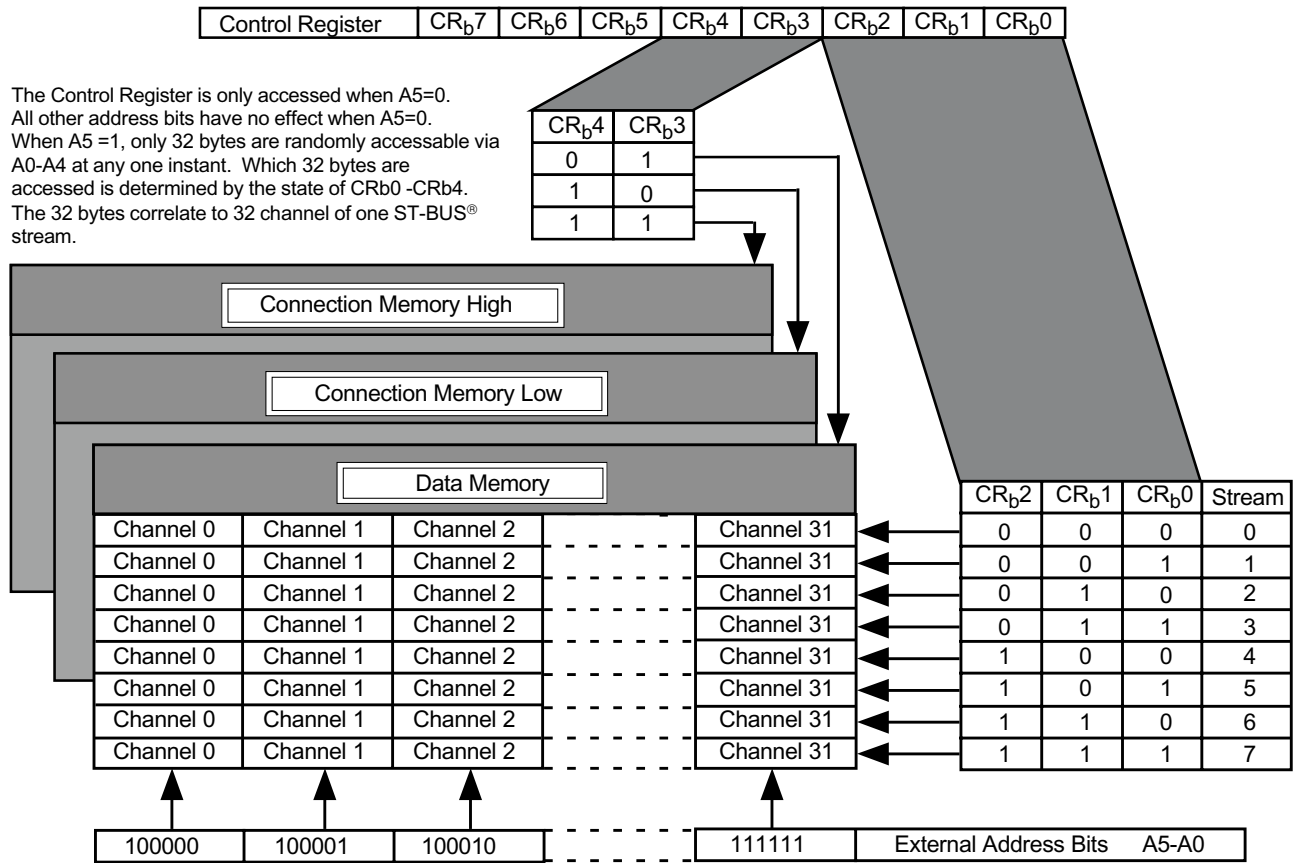 Control Register CRb7 CRb6 CRb5 CRb4 CRb3 CRb2 CRb1 CRb0
The Control Register is only accessed when A5=0.
All other address bits have no effect when A5=0.
When A5 =1, only 32 bytes are randomly accessable via
A0-A4 at any one instant. Which 32 bytes are
accessed is determined by the state of CRb0 -CRb4.
The 32 bytes correlate to 32 channel of one ST-BUS®
stream.
CRb4 CRb3
0 1
1 0
1 1
Connection Memory High
Connection Memory Low
Data Memory
CRb2 CRb1 CRb0 Stream
Channel 0 Channel 1 Channel 2 Channel 31 0 0 0 0
Channel 0 Channel 1 Channel 2 Channel 31 0 0 1 1
Channel 0 Channel 1 Channel 2 Channel 31 0 1 0 2
Channel 0 Channel 1 Channel 2 Channel 31 0 1 1 3
Channel 0 Channel 1 Channel 2 Channel 31 1 0 0 4
Channel 0 Channel 1 Channel 2 Channel 31 1 0 1 5
Channel 0 Channel 1 Channel 2 Channel 31 1 1 0 6
Channel 0 Channel 1 Channel 2 Channel 31 1 1 1 7
100000 100001 100010 111111 External Address Bits A5-A0